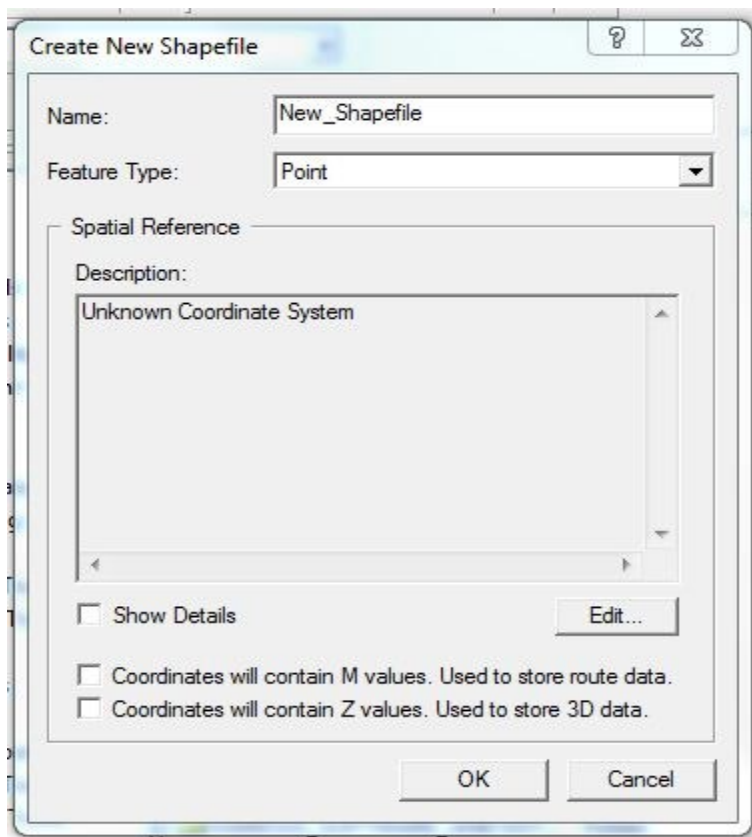 Create New Shapefile
Name: New_Shapefile
Feature Type: Point
Spatial Reference
Description:
Unknown Coordinate System
Show Details Edit...
Coordinates will contain M values. Used to store route data.
Coordinates will contain Z values. Used to store 3D data.
OK Cancel